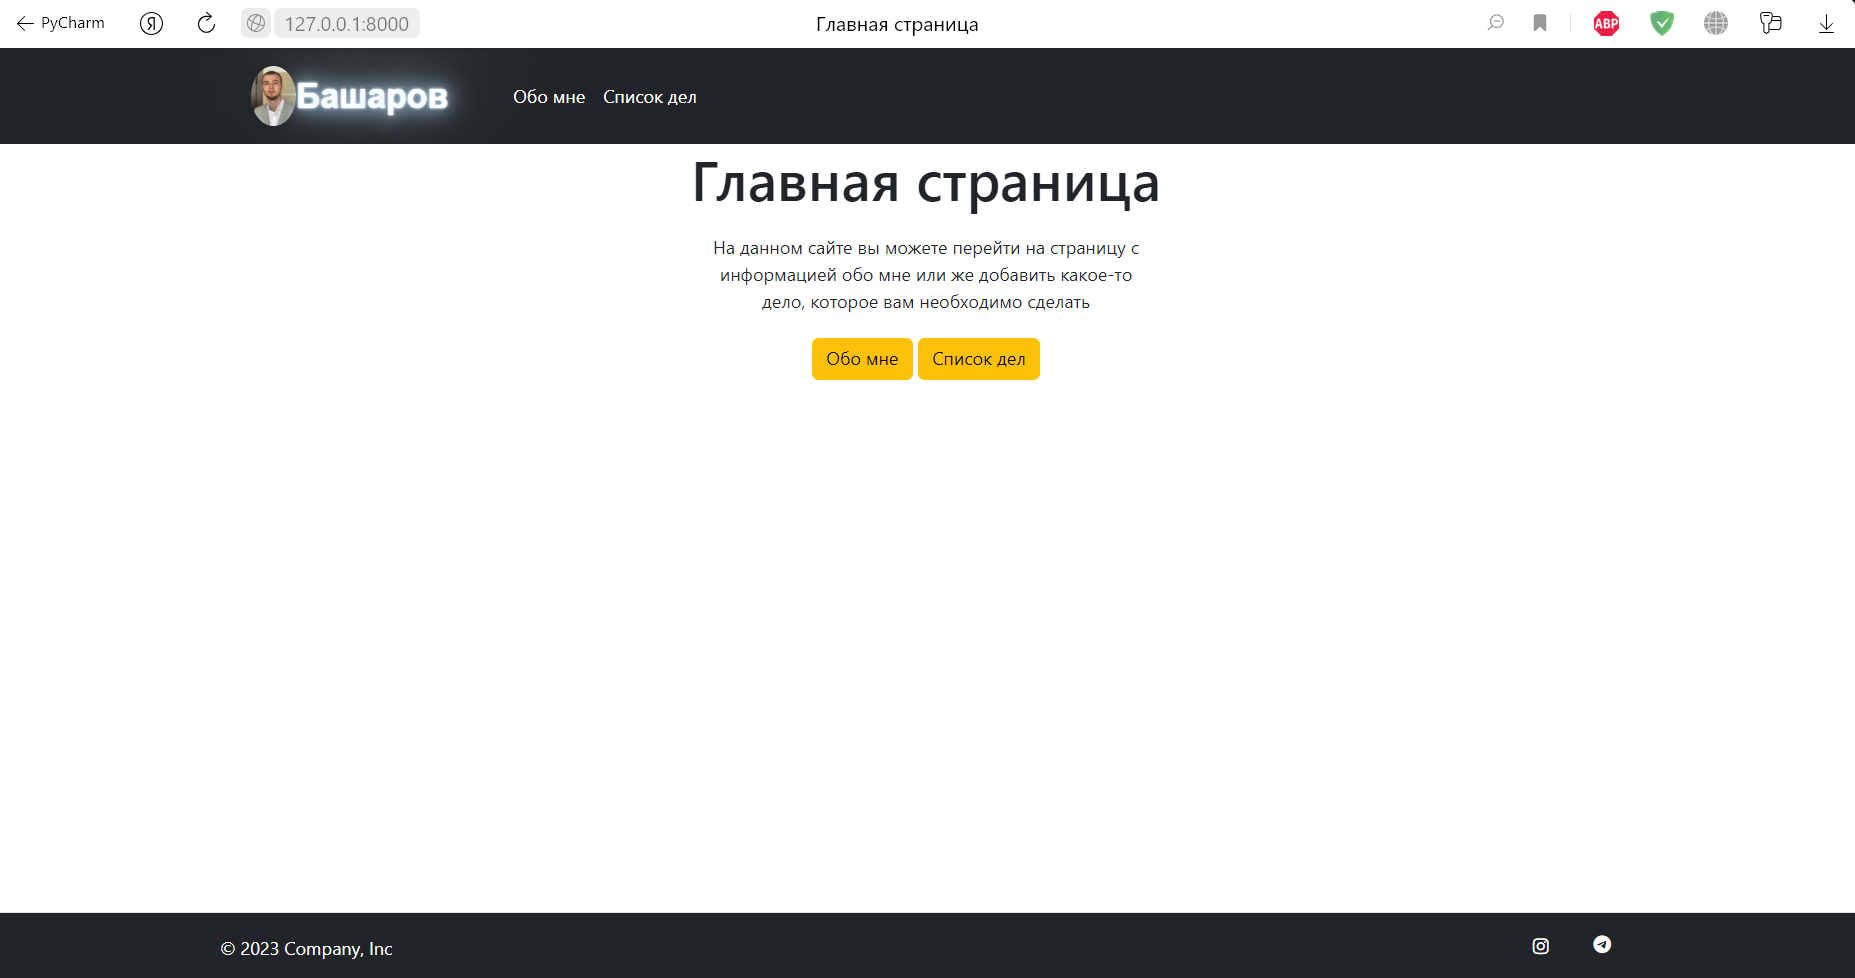 PyCharm
Я
127.0.0.1:8000
Главная страница
ABP
Башаров
Обо мне
Список дел
Главная страница
На данном сайте вы можете перейти на страницу с
информацией обо мне или же добавить какое-то
дело, которое вам необходимо сделать
Обо мне
Список дел
© 2023 Company, Inc